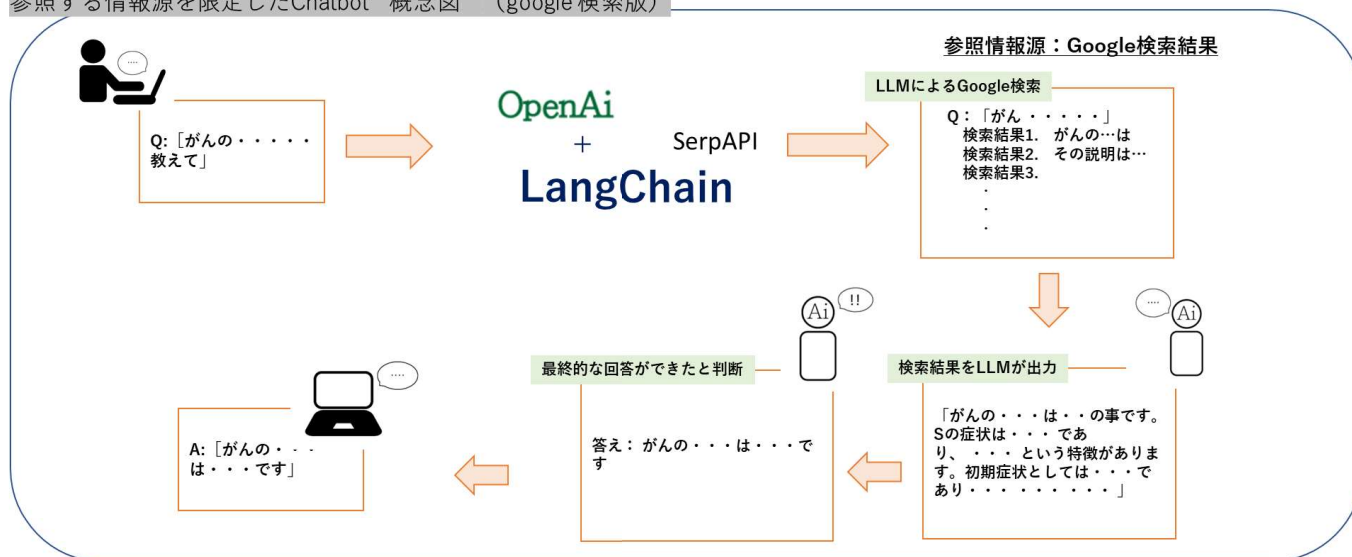 参照する情報源を限定したChatbot 概念図 （google 検索版）
参照情報源：Google検索結果
....
Q:［がんの・・・・・
教えて」
OpenAi
+
SerpAPI
LangChain
LLMによるGoogle検索
Q：「がん ・・・・・」
検索結果1. がんの…は
検索結果2. その説明は…
検索結果3.
.
.
.
....
Ai
検索結果をLLMが出力
「がんの・・・は・・の事です。
Sの症状は・・・ であ
り、 ・・・ という特徴がありま
す。初期症状としては・・・で
あり・・・ ・・・・・・ 」
Ai
!!
最終的な回答ができたと判断
答え： がんの・・・は・・・で
す
....
A:［がんの・ ・・
は・・・です」